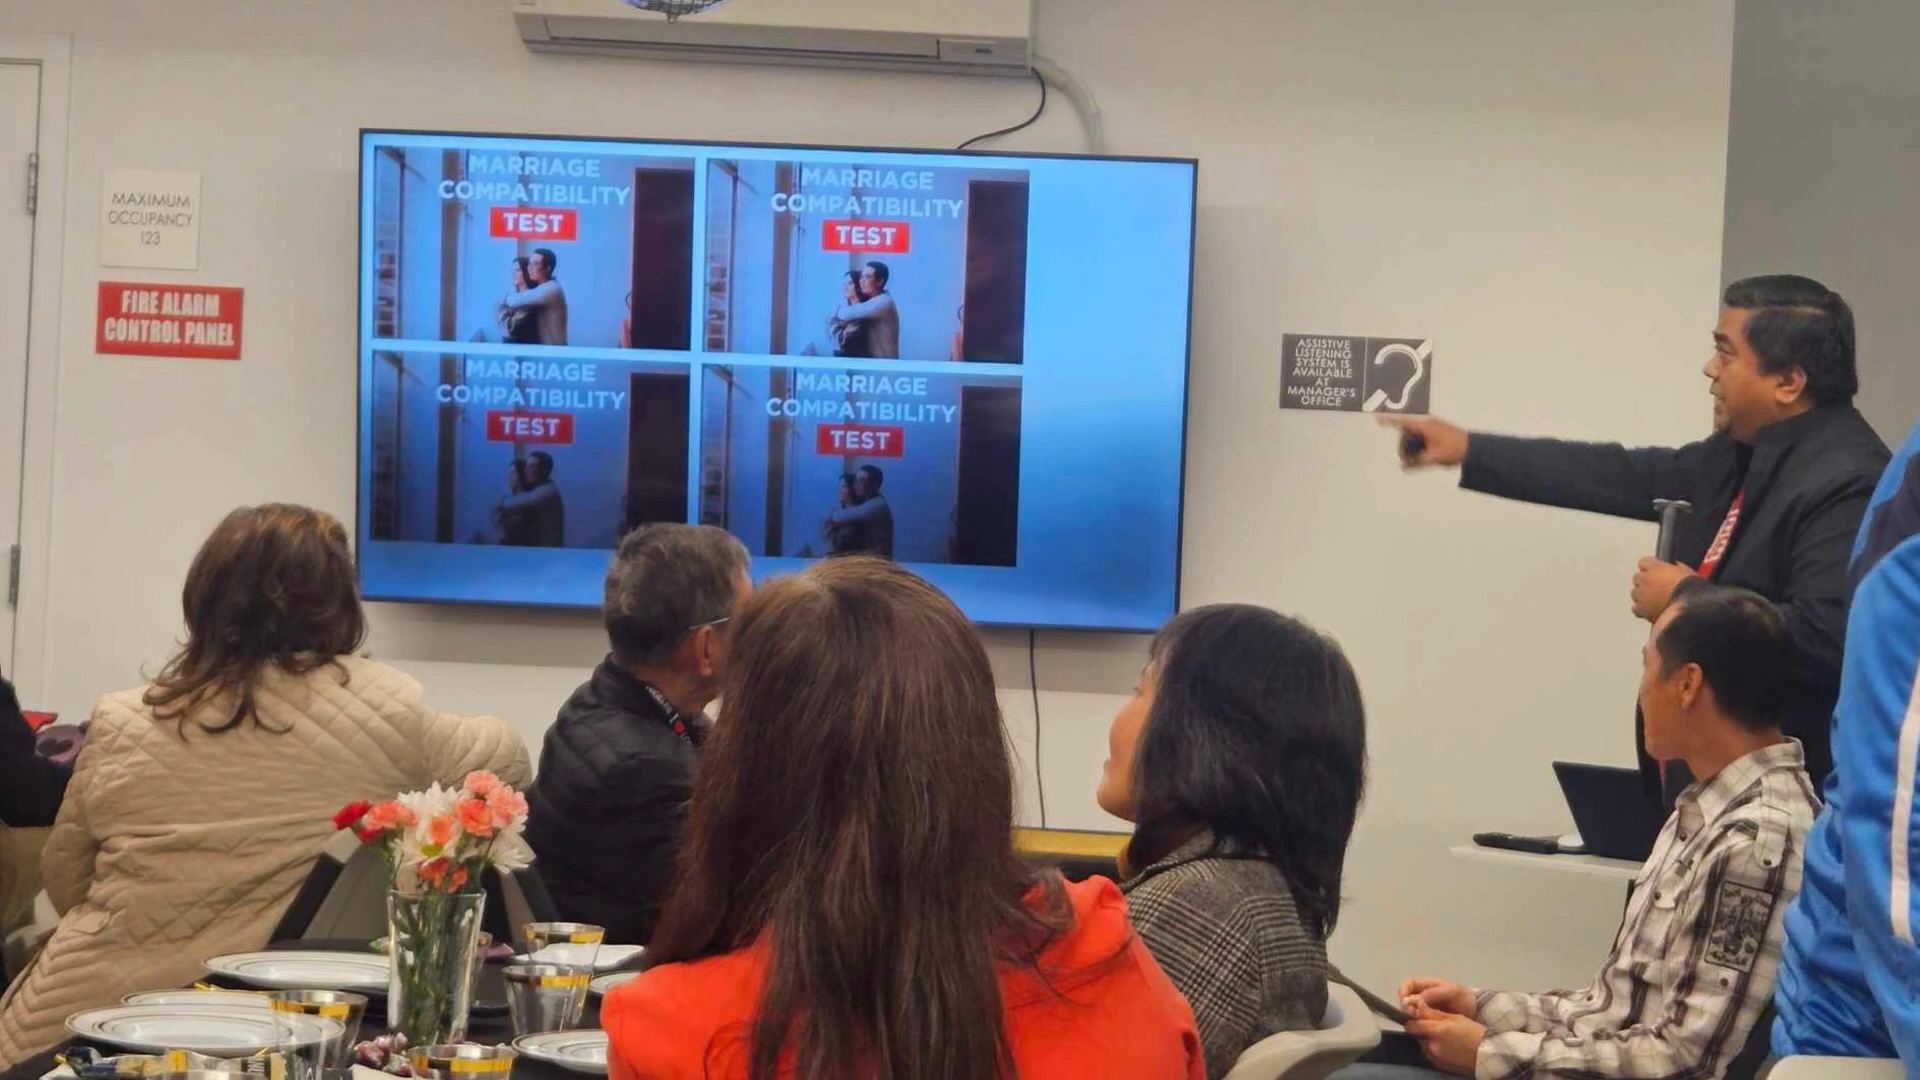 MAXIMUM
OCCUPANCY
123
FIRE ALARM
CONTROL PANEL
MARRIAGE
COMPATIBILITY
TEST
MARRIAGE
COMPATIBILITY
TEST
MARRIAGE
COMPATIBILITY
TEST
MARRIAGE
COMPATIBILITY
TEST
ASSISTIVE
LISTENING
SYSTEM IS
AVAILABLE
AT
MANAGER'S
OFFICE